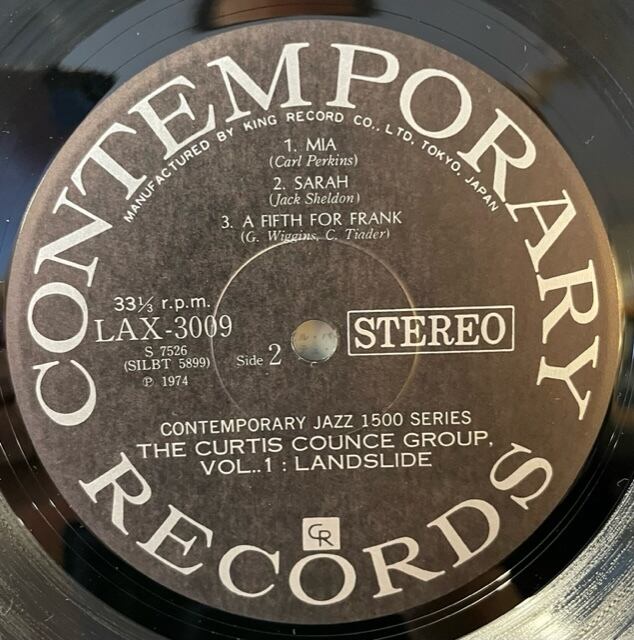 CONTEMPORARY
MANUFACTURED BY KING RECORD CO., LTD, TOKYO, JAPAN
1. MIA
(Carl Perkins)
2. SARAH
(Jack Sheldon)
3. A FIFTH FOR FRANK
(G. Wiggins, C. Tiader)
33⅓ r.p.m.
LAX-3009
S 7526
(SILBT 5899)
℗ 1974
Side 2
STEREO
CONTEMPORARY JAZZ 1500 SERIES
THE CURTIS COUNCE GROUP,
VOL..1 : LANDSLIDE
CR
RECORDS